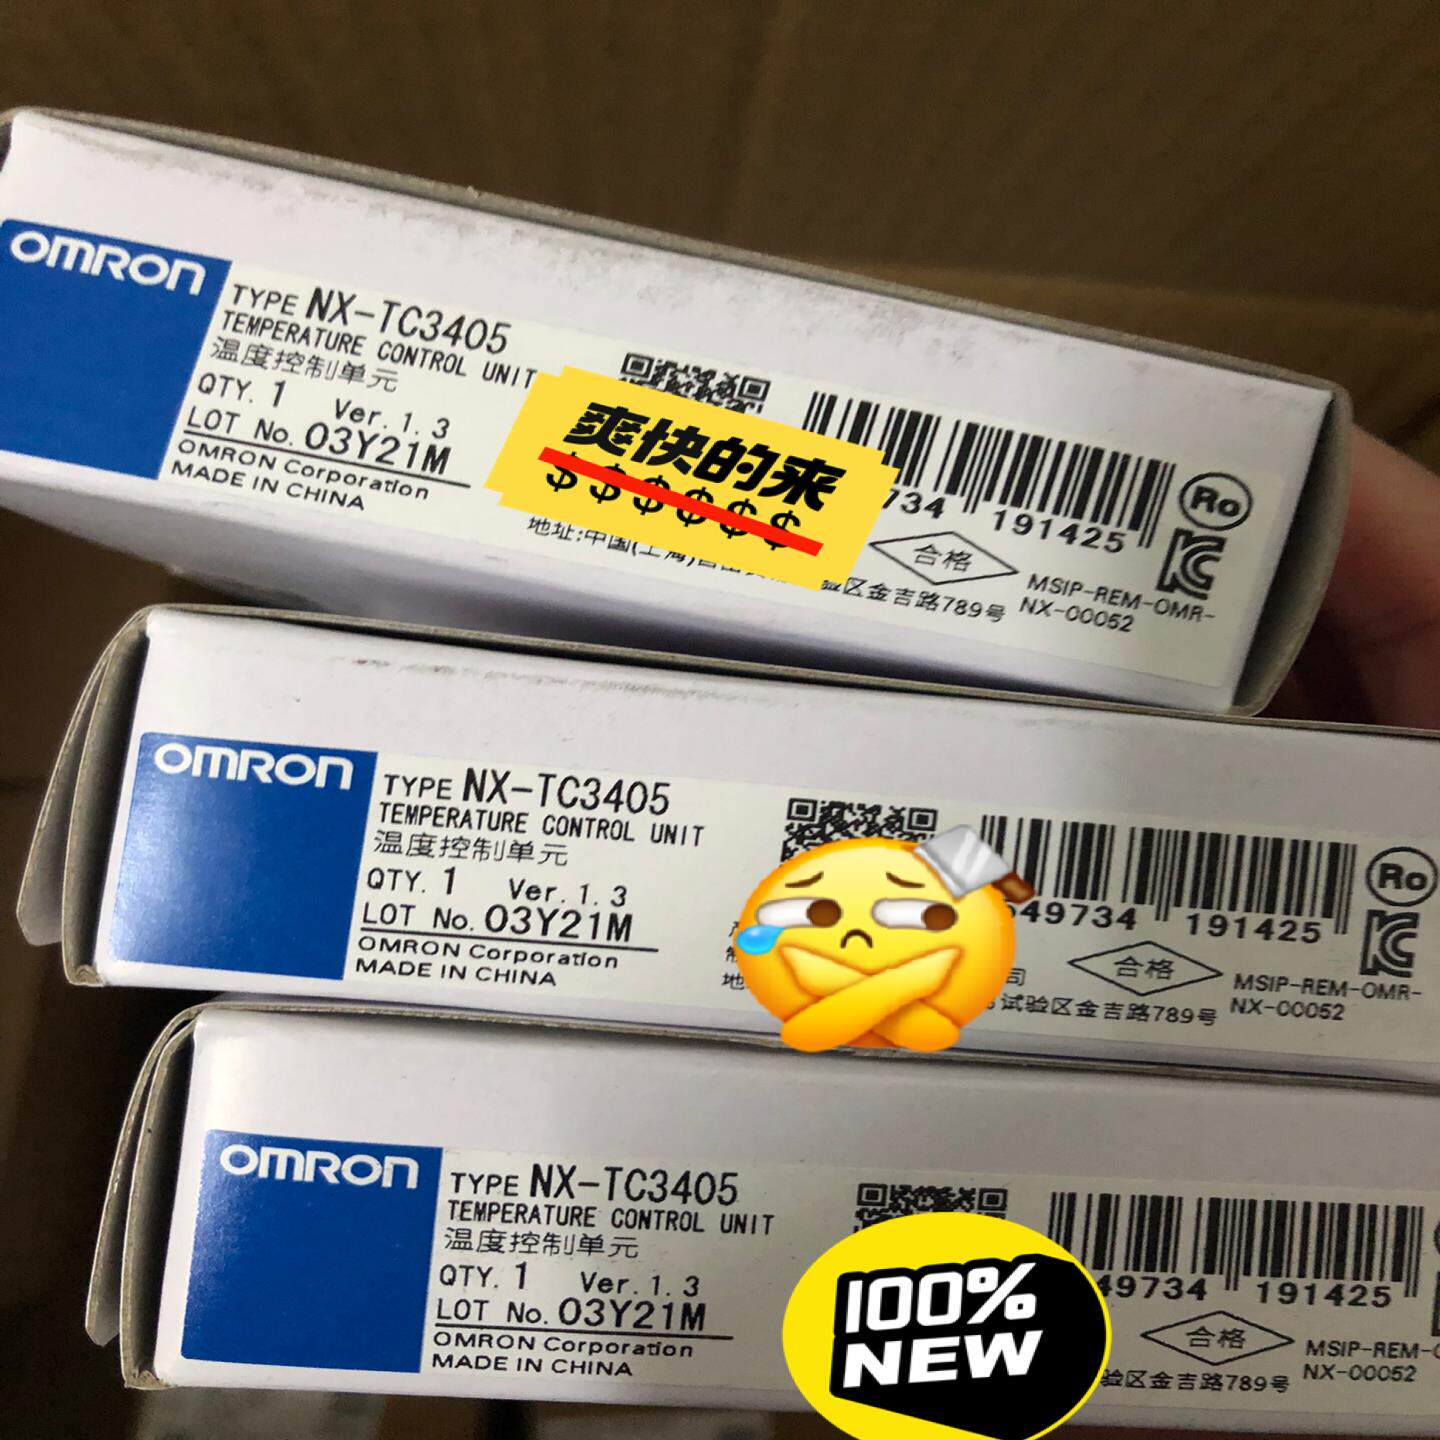 OMRON
TYPE NX-TC3405
TEMPERATURE CONTROL UNIT
温度控制单元
QTY. 1 Ver. 1.3
LOT No. 03Y21M
OMRON Corporation
MADE IN CHINA
爽快的来
$$$$$$
734 191425
Ro
合格
MSIP-REM-OMR-
NX-00052
地址:中国(上海)自由
验区金吉路789号
OMRON
TYPE NX-TC3405
TEMPERATURE CONTROL UNIT
温度控制单元
QTY. 1 Ver. 1.3
LOT No. 03Y21M
OMRON Corporation
MADE IN CHINA
49734 191425
Ro
合格
MSIP-REM-OMR-
NX-00052
司
试验区金吉路789号
OMRON
TYPE NX-TC3405
TEMPERATURE CONTROL UNIT
温度控制单元
QTY. 1 Ver. 1.3
LOT No. 03Y21M
OMRON Corporation
MADE IN CHINA
100%
NEW
49734 191425
合格
MSIP-REM-
NX-00052
验区金吉路789号